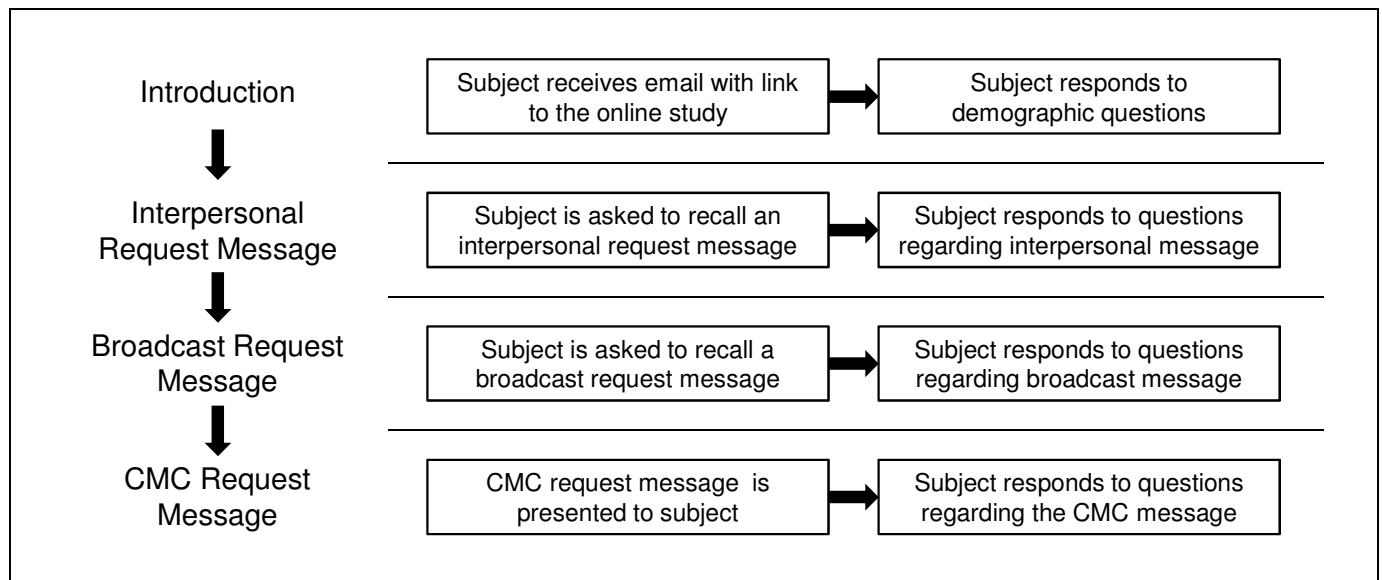 Introduction
Subject receives email with link
to the online study
Subject responds to
demographic questions
Interpersonal
Request Message
Subject is asked to recall an
interpersonal request message
Subject responds to questions
regarding interpersonal message
Broadcast Request
Message
Subject is asked to recall a
broadcast request message
Subject responds to questions
regarding broadcast message
CMC Request
Message
CMC request message is
presented to subject
Subject responds to questions
regarding the CMC message